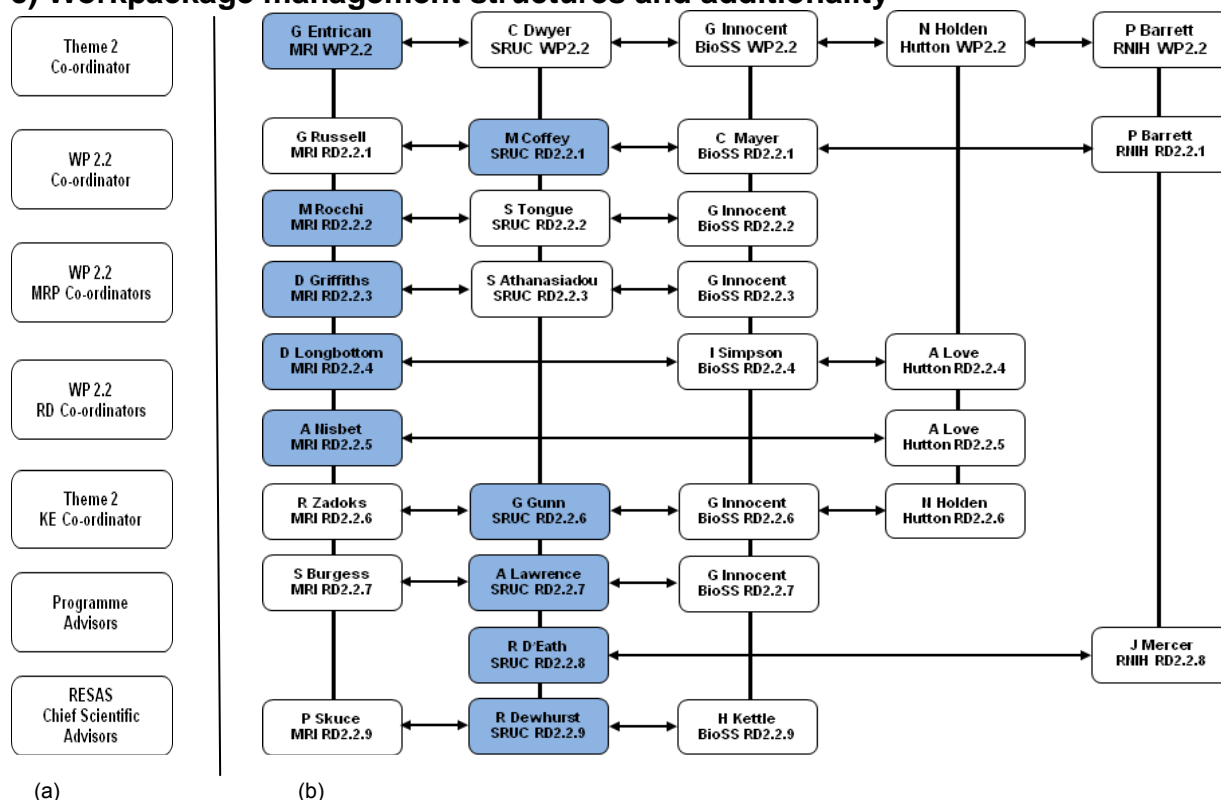 c) Workpackage management structures and additionality
Theme 2
Co-ordinator
WP 2.2
Co-ordinator
WP 2.2
MRP Co-ordinators
WP 2.2
RD Co-ordinators
Theme 2
KE Co-ordinator
Programme
Advisors
RESAS
Chief Scientific
Advisors
(a)
G Entrican
MRI WP2.2
C Dwyer
SRUC WP2.2
G Innocent
BioSS WP2.2
N Holden
Hutton WP2.2
P Barrett
RNIH WP2.2
G Russell
MRI RD2.2.1
M Coffey
SRUC RD2.2.1
C Mayer
BioSS RD2.2.1
P Barrett
RNIH RD2.2.1
M Rocchi
MRI RD2.2.2
S Tongue
SRUC RD2.2.2
G Innocent
BioSS RD2.2.2
D Griffiths
MRI RD2.2.3
S Athanasiadou
SRUC RD2.2.3
G Innocent
BioSS RD2.2.3
D Longbottom
MRI RD2.2.4
I Simpson
BioSS RD2.2.4
A Love
Hutton RD2.2.4
A Nisbet
MRI RD2.2.5
A Love
Hutton RD2.2.5
R Zadoks
MRI RD2.2.6
G Gunn
SRUC RD2.2.6
G Innocent
BioSS RD2.2.6
N Holden
Hutton RD2.2.6
S Burgess
MRI RD2.2.7
A Lawrence
SRUC RD2.2.7
G Innocent
BioSS RD2.2.7
R D'Eath
SRUC RD2.2.8
J Mercer
RNIH RD2.2.8
P Skuce
MRI RD2.2.9
R Dewhurst
SRUC RD2.2.9
H Kettle
BioSS RD2.2.9
(b)